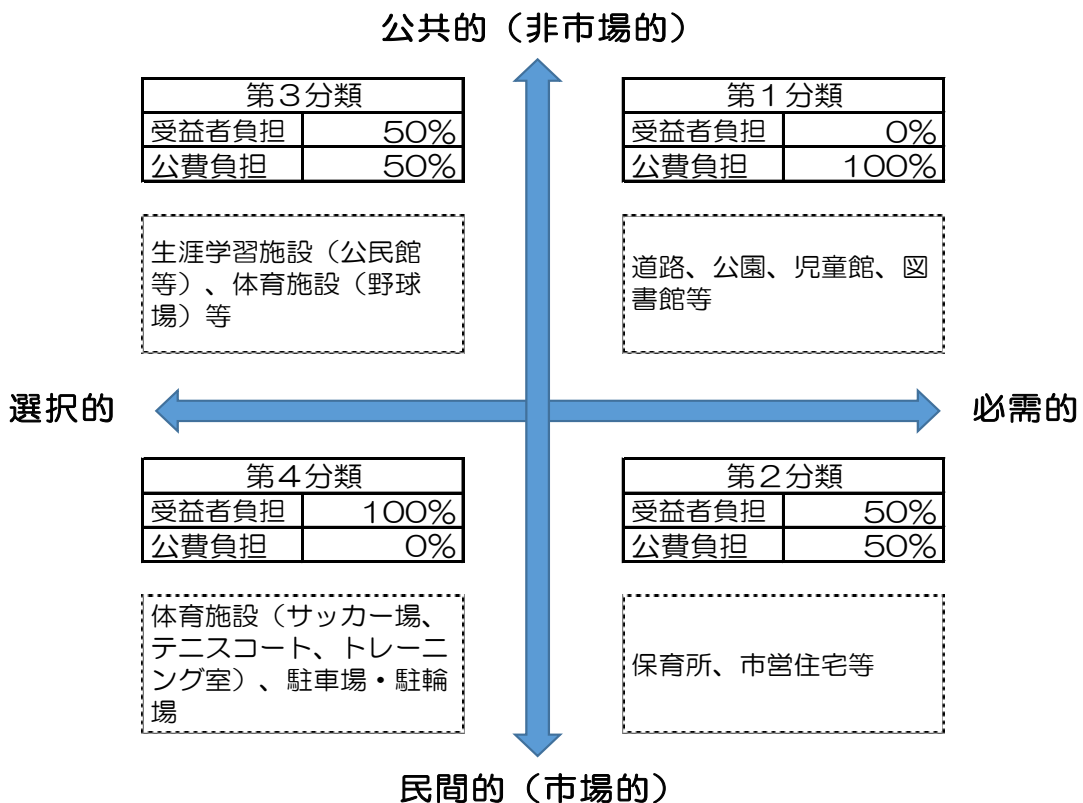 公共的（非市場的）
第３分類
受益者負担 50%
公費負担 50%
生涯学習施設（公民館
等）、体育施設（野球
場）等
第１分類
受益者負担 0%
公費負担 100%
道路、公園、児童館、図
書館等
選択的
必需的
第４分類
受益者負担 100%
公費負担 0%
体育施設（サッカー場、
テニスコート、トレーニ
ング室）、駐車場・駐輪
場
第２分類
受益者負担 50%
公費負担 50%
保育所、市営住宅等
民間的（市場的）